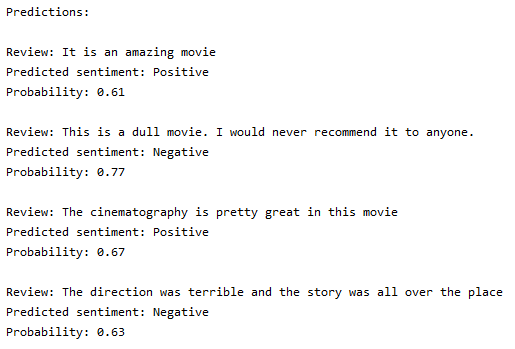 Predictions:
Review: It is an amazing movie
Predicted sentiment: Positive
Probability: 0.61
Review: This is a dull movie. I would never recommend it to anyone.
Predicted sentiment: Negative
Probability: 0.77
Review: The cinematography is pretty great in this movie
Predicted sentiment: Positive
Probability: 0.67
Review: The direction was terrible and the story was all over the place
Predicted sentiment: Negative
Probability: 0.63